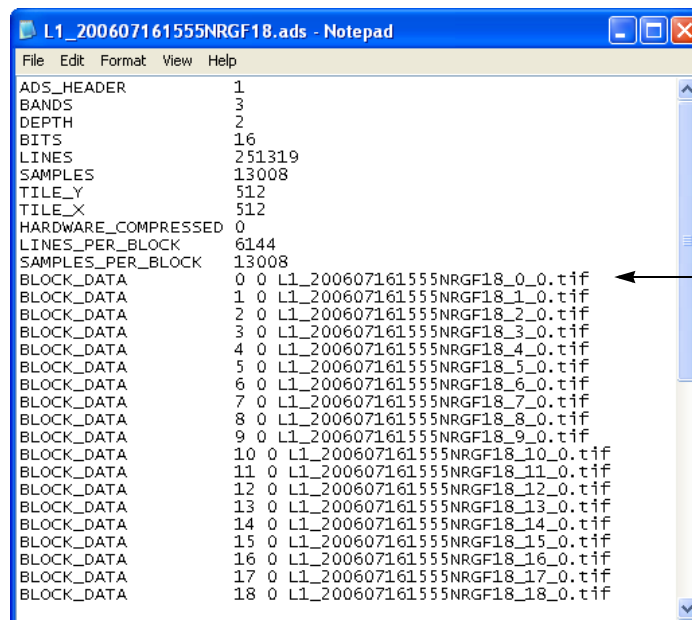 L1_200607161555NRGF18.ads - Notepad
File Edit Format View Help
ADS_HEADER 1
BANDS 3
DEPTH 2
BITS 16
LINES 251319
SAMPLES 13008
TILE_Y 512
TILE_X 512
HARDWARE_COMPRESSED 0
LINES_PER_BLOCK 6144
SAMPLES_PER_BLOCK 13008
BLOCK_DATA 0 0 L1_200607161555NRGF18_0_0.tif
BLOCK_DATA 1 0 L1_200607161555NRGF18_1_0.tif
BLOCK_DATA 2 0 L1_200607161555NRGF18_2_0.tif
BLOCK_DATA 3 0 L1_200607161555NRGF18_3_0.tif
BLOCK_DATA 4 0 L1_200607161555NRGF18_4_0.tif
BLOCK_DATA 5 0 L1_200607161555NRGF18_5_0.tif
BLOCK_DATA 6 0 L1_200607161555NRGF18_6_0.tif
BLOCK_DATA 7 0 L1_200607161555NRGF18_7_0.tif
BLOCK_DATA 8 0 L1_200607161555NRGF18_8_0.tif
BLOCK_DATA 9 0 L1_200607161555NRGF18_9_0.tif
BLOCK_DATA 10 0 L1_200607161555NRGF18_10_0.tif
BLOCK_DATA 11 0 L1_200607161555NRGF18_11_0.tif
BLOCK_DATA 12 0 L1_200607161555NRGF18_12_0.tif
BLOCK_DATA 13 0 L1_200607161555NRGF18_13_0.tif
BLOCK_DATA 14 0 L1_200607161555NRGF18_14_0.tif
BLOCK_DATA 15 0 L1_200607161555NRGF18_15_0.tif
BLOCK_DATA 16 0 L1_200607161555NRGF18_16_0.tif
BLOCK_DATA 17 0 L1_200607161555NRGF18_17_0.tif
BLOCK_DATA 18 0 L1_200607161555NRGF18_18_0.tif